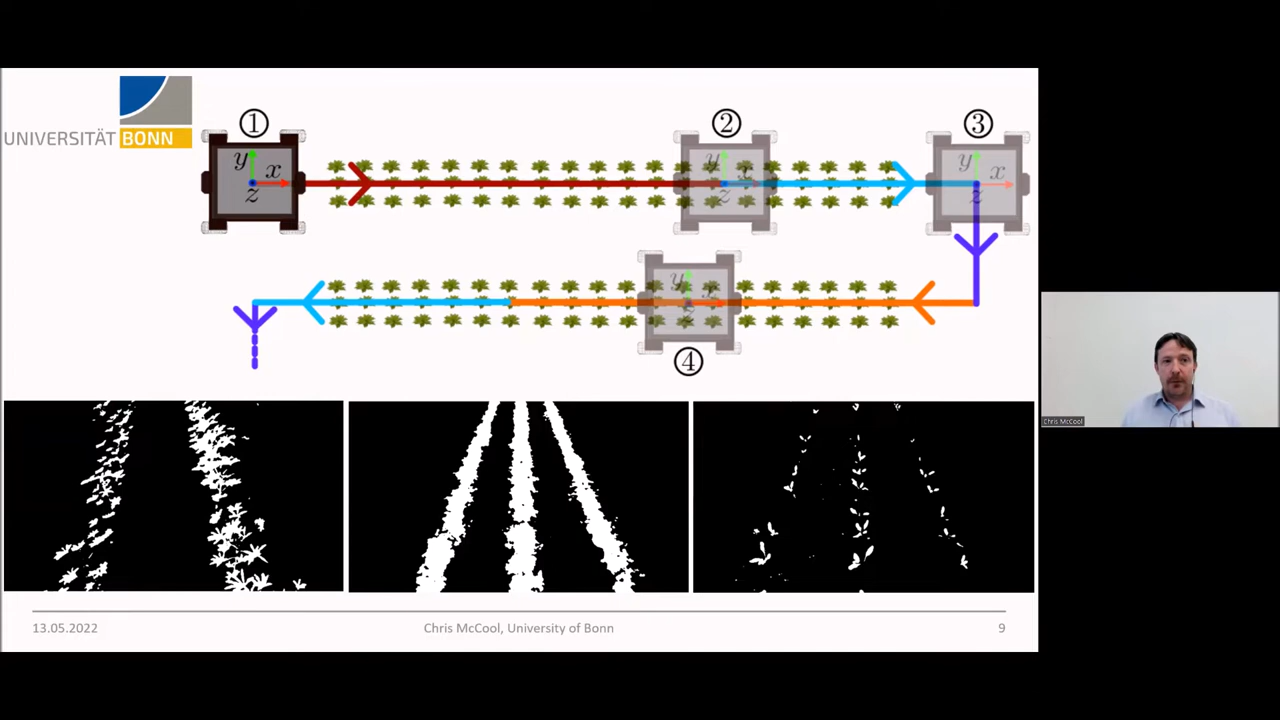 UNIVERSITÄT BONN
① ② ③
y x z
y x z
y x z
y x z
④
13.05.2022 Chris McCool, University of Bonn 9
Chris McCool